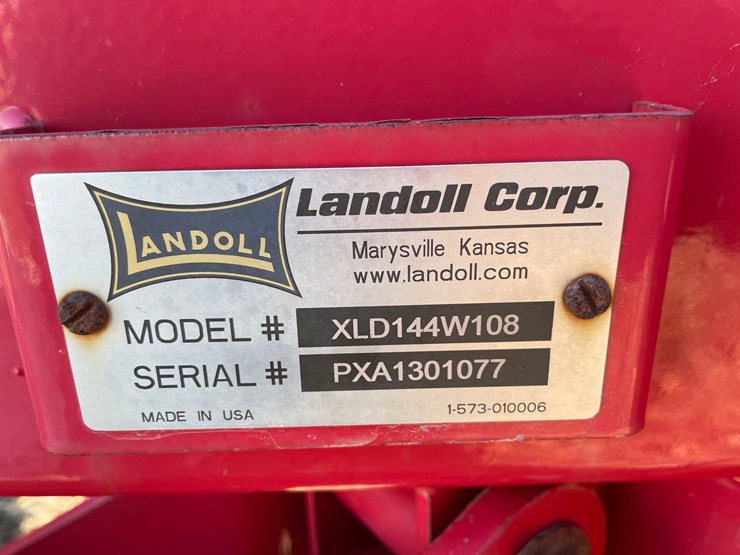 LANDOLL
Landoll Corp.
Marysville Kansas
www.landoll.com
MODEL # XLD144W108
SERIAL # PXA1301077
MADE IN USA 1-573-010006